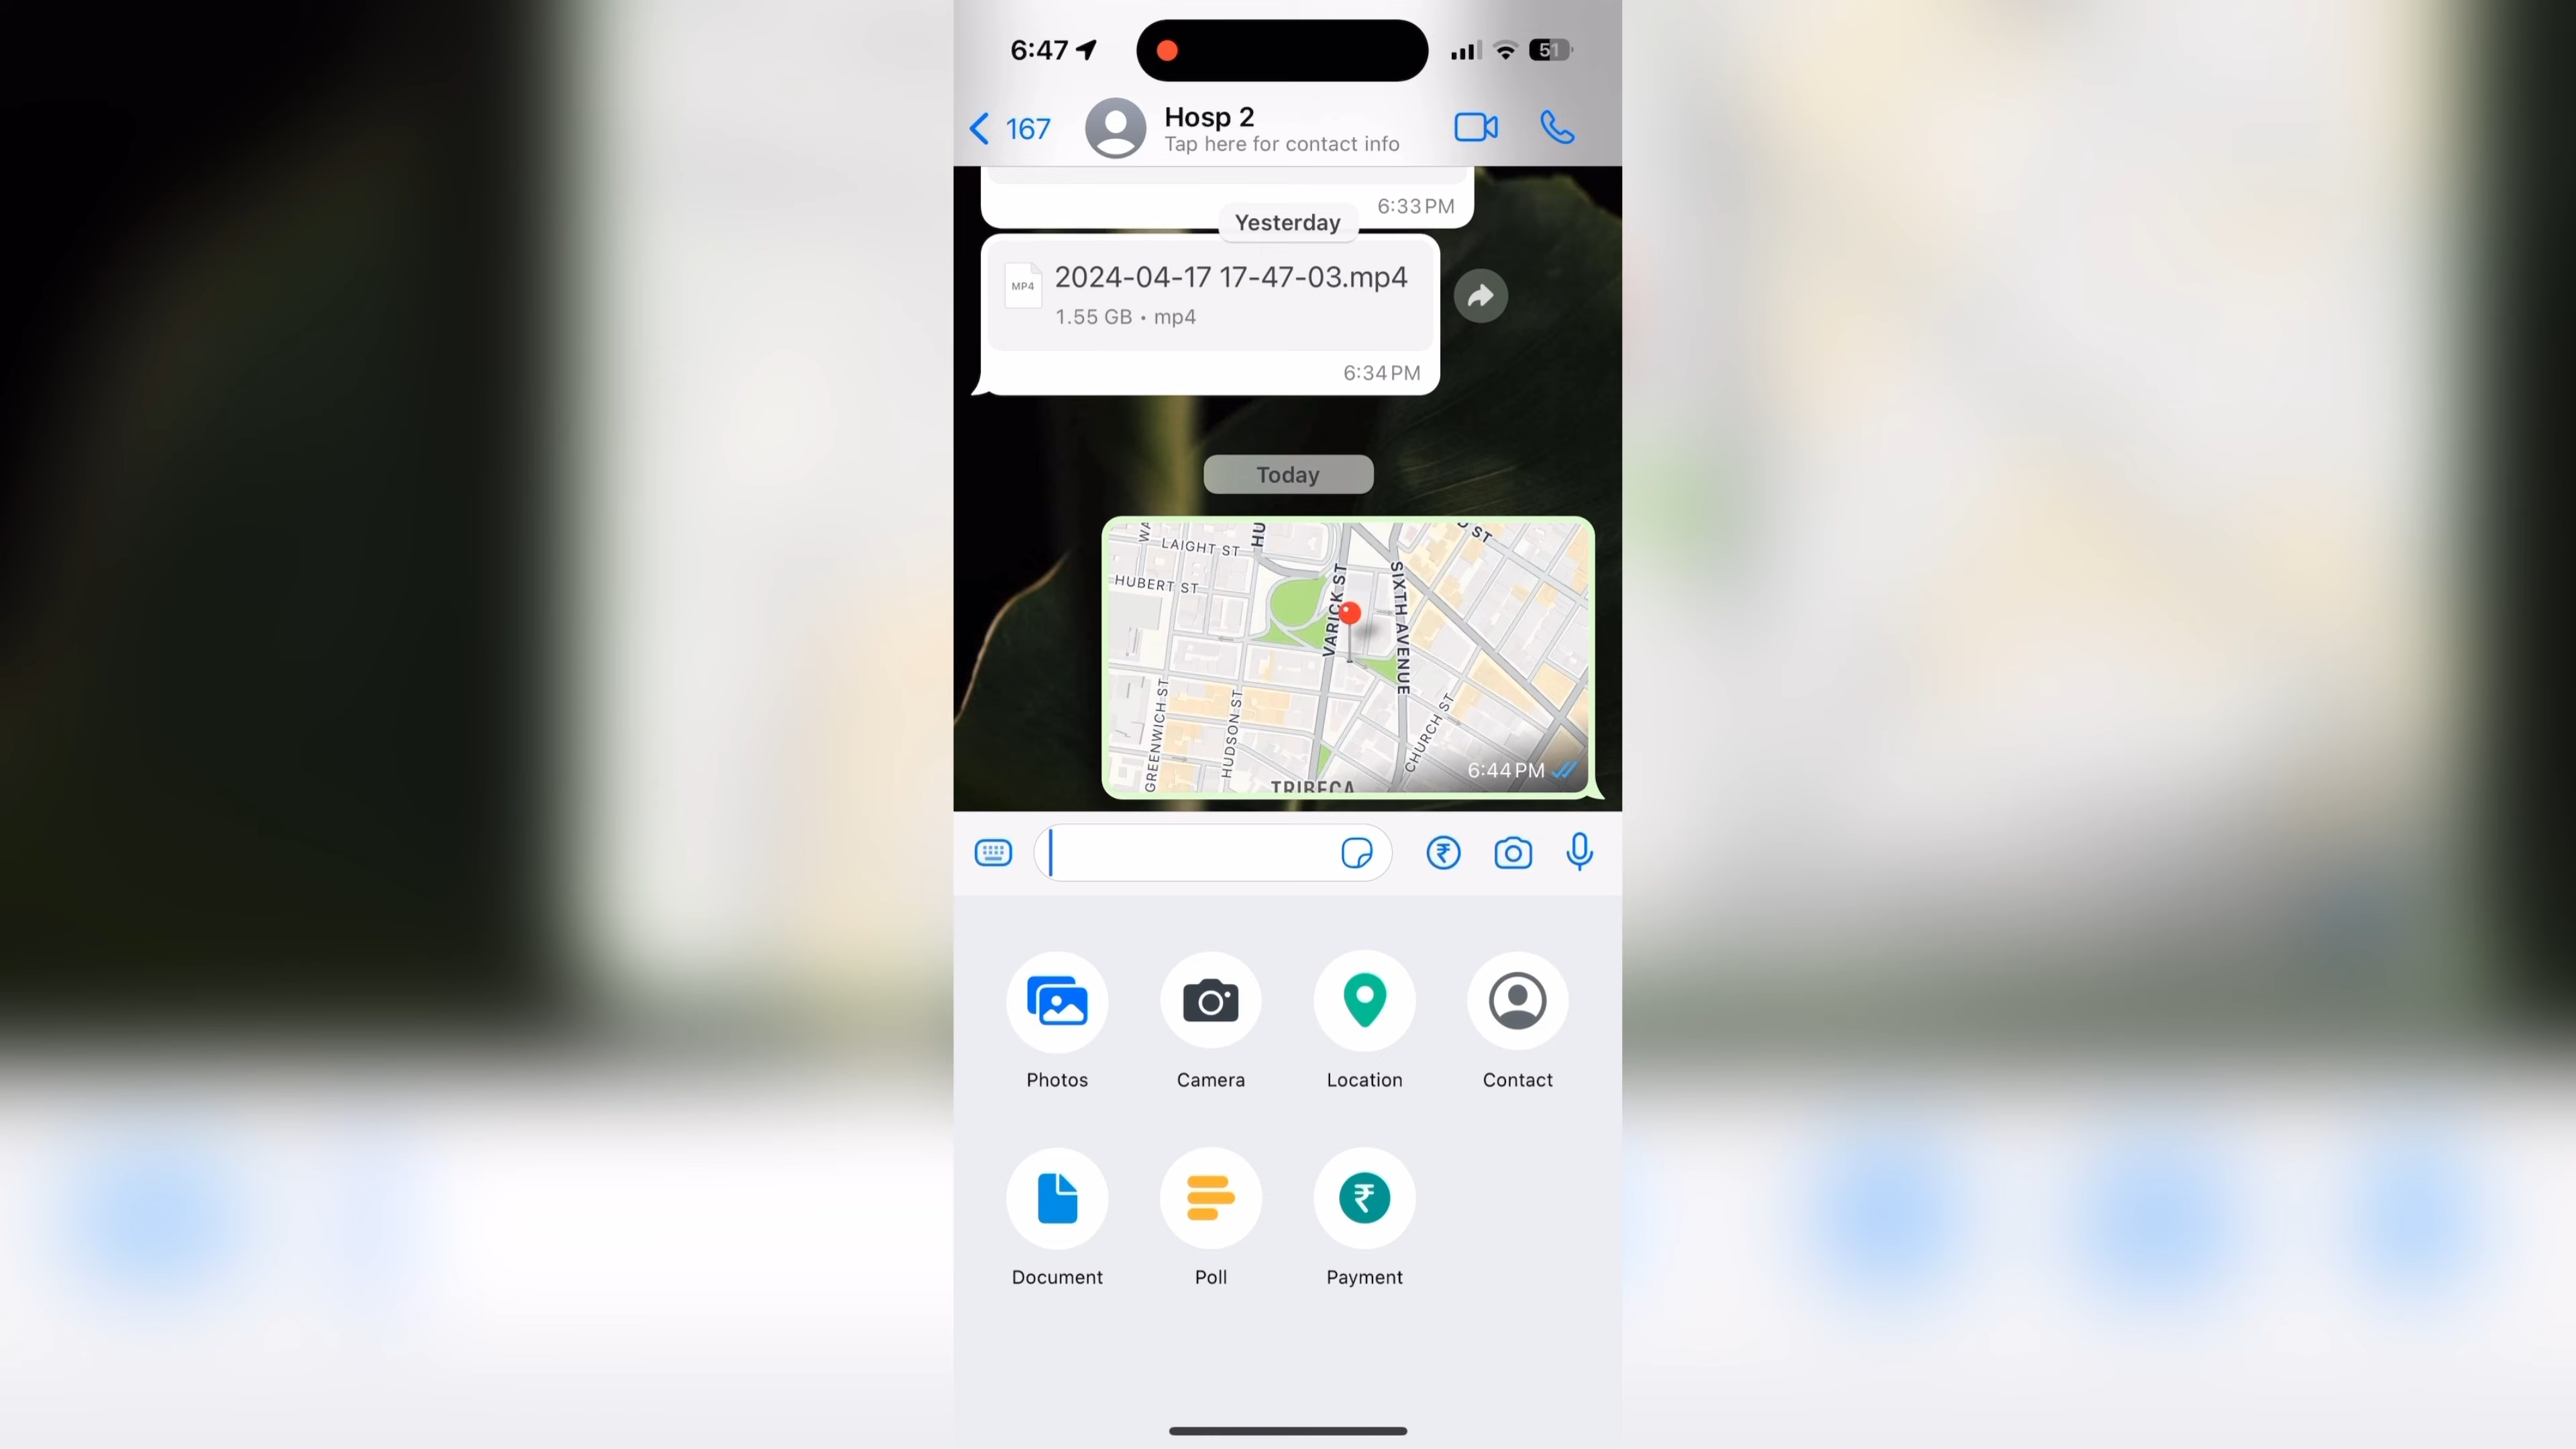 6:47
51
167
Hosp 2
Tap here for contact info
6:33 PM
Yesterday
MP4
2024-04-17 17-47-03.mp4
1.55 GB • mp4
6:34 PM
Today
LAIGHT ST
HUBERT ST
VARICK ST
SIXTH AVENUE
GREENWICH ST
HUDSON ST
CHURCH ST
TRIBECA
6:44 PM
Photos
Camera
Location
Contact
Document
Poll
Payment